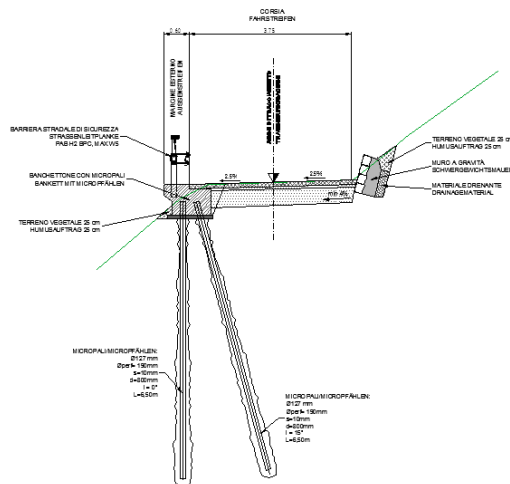 CORSIA
FAHRSTREIFEN
0.50
3.75
MARGINE ESTERNO
AUSSENSTREIFEN
BARRIERA STRADALE DI SICUREZZA
STRASSENLEITPLANKE
PAB H2 BPC, MAX W5
BANCHETTONE CON MICROPALI
BANKETT MIT MICROPFÄHLEN
TERRENO VEGETALE 25 cm
HUMUSAUFTRAG 25 cm
2.5%
2.5%
min 4%
TERRENO VEGETALE 25 cm
HUMUSAUFTRAG 25 cm
MURO A GRAVITÀ
SCHWERGEWICHTSMAUER
MATERIALE DRENANTE
DRAINAGEMATERIAL
MICROPALI/MICROPFÄHLEN:
Ø127 mm
Øperf= 190mm
s=10mm
d=800mm
I = 0°
L=6,50m
MICROPALI/MICROPFÄHLEN:
Ø127 mm
Øperf= 190mm
s=10mm
d=800mm
I = 15°
L=6,50m